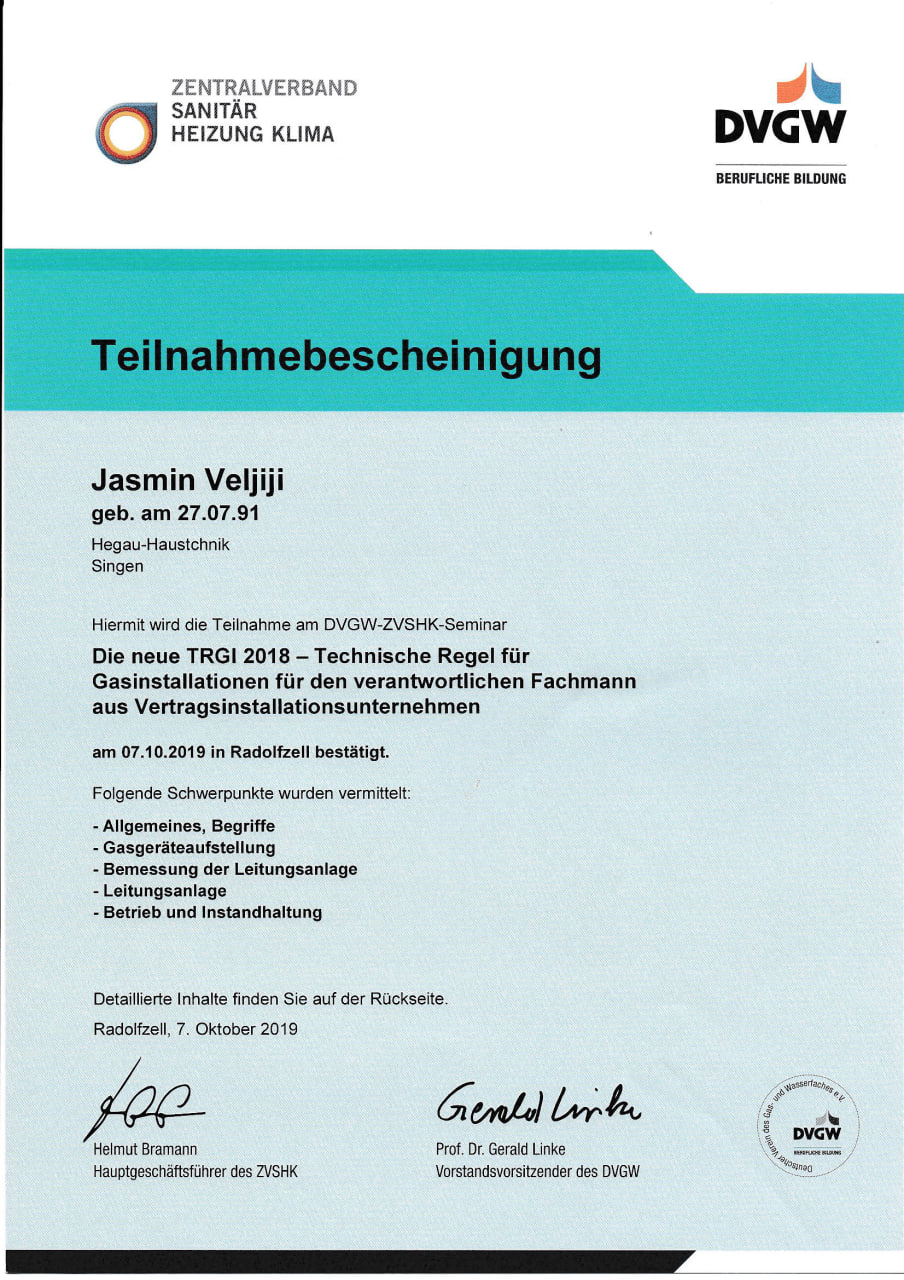 ZENTRALVERBAND
SANITÄR
HEIZUNG KLIMA
DVGW
BERUFLICHE BILDUNG
Teilnahmebescheinigung
Jasmin Veljiji
geb. am 27.07.91
Hegau-Haustchnik
Singen
Hiermit wird die Teilnahme am DVGW-ZVSHK-Seminar
Die neue TRGI 2018 – Technische Regel für
Gasinstallationen für den verantwortlichen Fachmann
aus Vertragsinstallationsunternehmen
am 07.10.2019 in Radolfzell bestätigt.
Folgende Schwerpunkte wurden vermittelt:
- Allgemeines, Begriffe
- Gasgeräteaufstellung
- Bemessung der Leitungsanlage
- Leitungsanlage
- Betrieb und Instandhaltung
Detaillierte Inhalte finden Sie auf der Rückseite.
Radolfzell, 7. Oktober 2019
Gerald Linke
Helmut Bramann
Hauptgeschäftsführer des ZVSHK
Prof. Dr. Gerald Linke
Vorstandsvorsitzender des DVGW
Deutscher Verein des Gas- und Wasserfaches e.V.
DVGW
BERUFLICHE BILDUNG